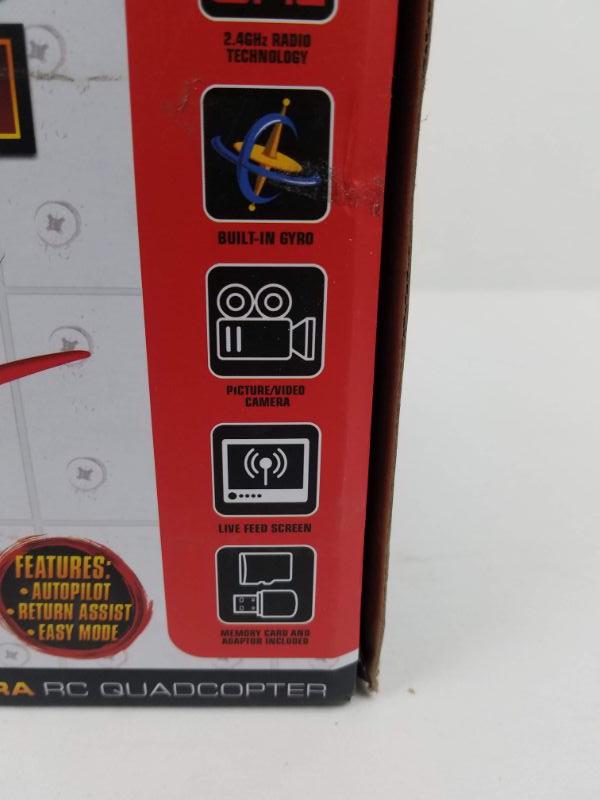 2.4GHz RADIO
TECHNOLOGY
BUILT-IN GYRO
PICTURE/VIDEO
CAMERA
LIVE FEED SCREEN
MEMORY CARD AND
ADAPTOR INCLUDED
FEATURES:
• AUTOPILOT
• RETURN ASSIST
• EASY MODE
RA RC QUADCOPTER